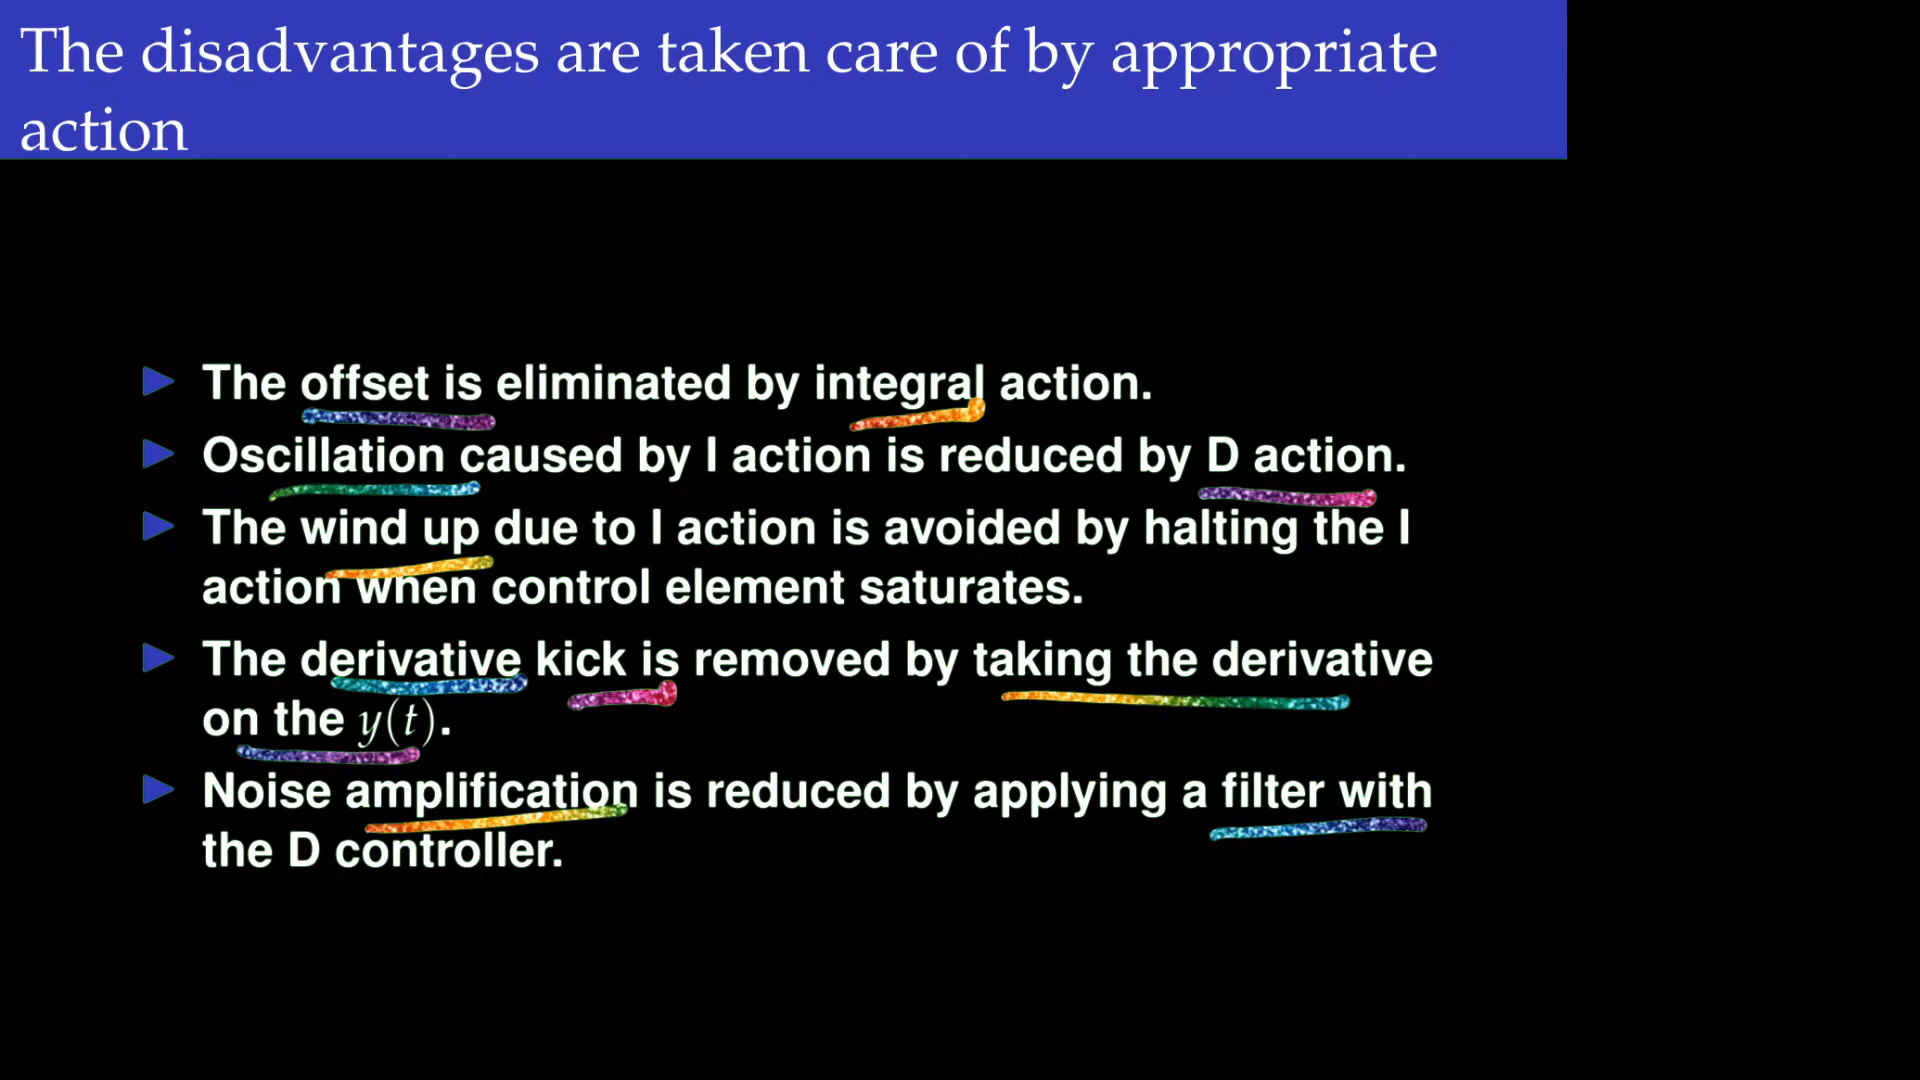 The disadvantages are taken care of by appropriate
action
The offset is eliminated by integral action.
Oscillation caused by I action is reduced by D action.
The wind up due to I action is avoided by halting the I
action when control element saturates.
The derivative kick is removed by taking the derivative
on the y(t).
Noise amplification is reduced by applying a filter with
the D controller.